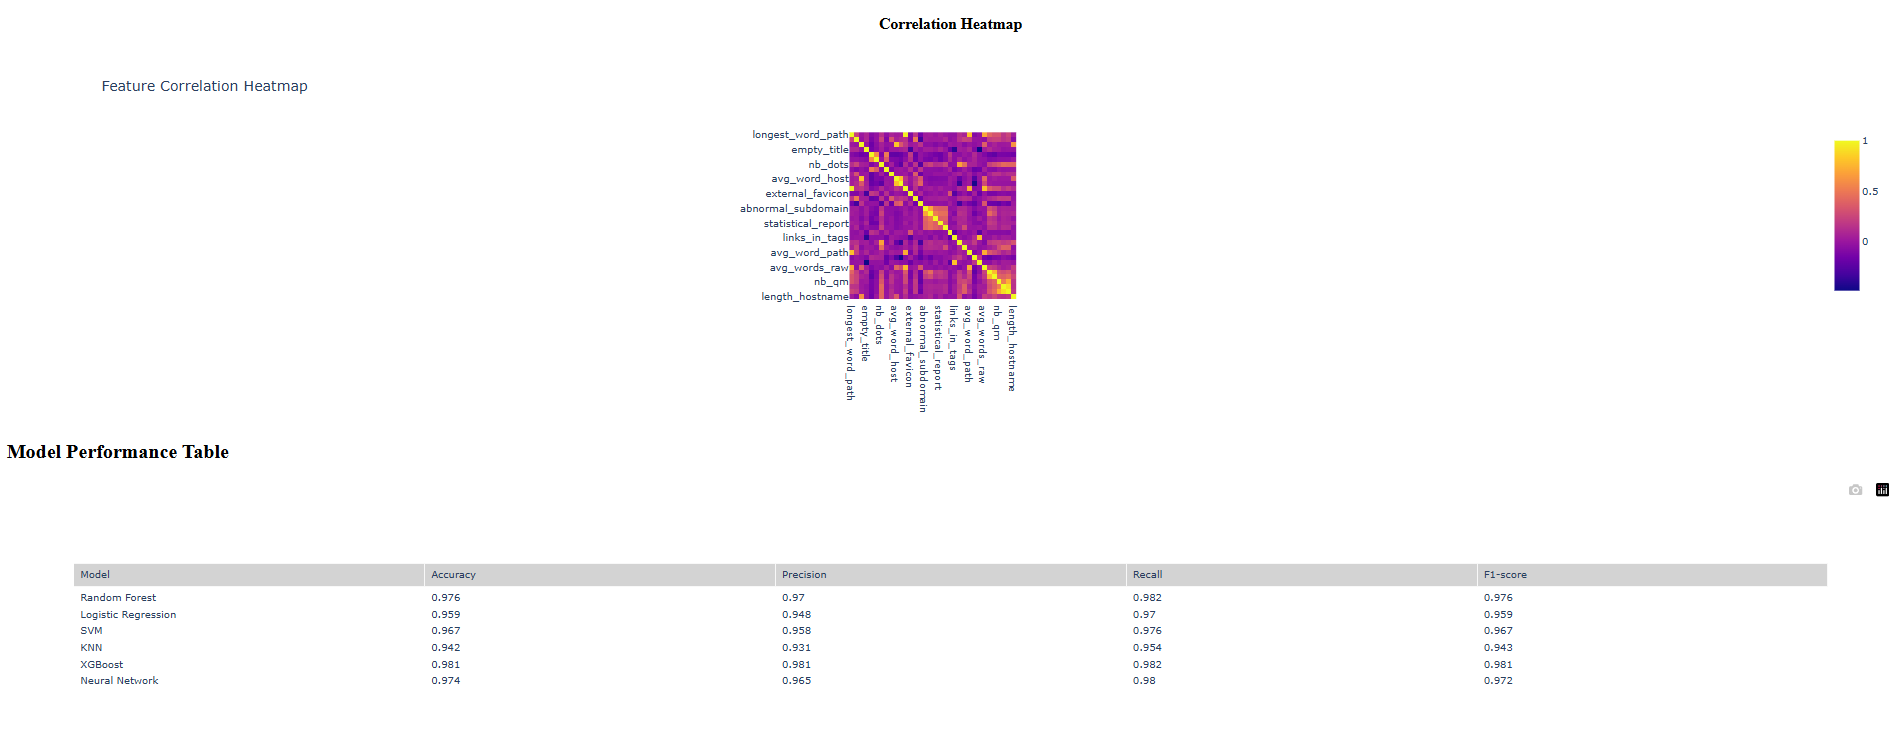 Correlation Heatmap
Feature Correlation Heatmap
longest_word_path
empty_title
nb_dots
avg_word_host
external_favicon
abnormal_subdomain
statistical_report
links_in_tags
avg_word_path
avg_words_raw
nb_qm
length_hostname
longest_word_path
empty_title
nb_dots
avg_word_host
external_favicon
abnormal_subdomain
statistical_report
links_in_tags
avg_word_path
avg_words_raw
nb_qm
length_hostname
1
0.5
0
Model Performance Table
Model Accuracy Precision Recall F1-score
Random Forest 0.976 0.97 0.982 0.976
Logistic Regression 0.959 0.948 0.97 0.959
SVM 0.967 0.958 0.976 0.967
KNN 0.942 0.931 0.954 0.943
XGBoost 0.981 0.981 0.982 0.981
Neural Network 0.974 0.965 0.98 0.972